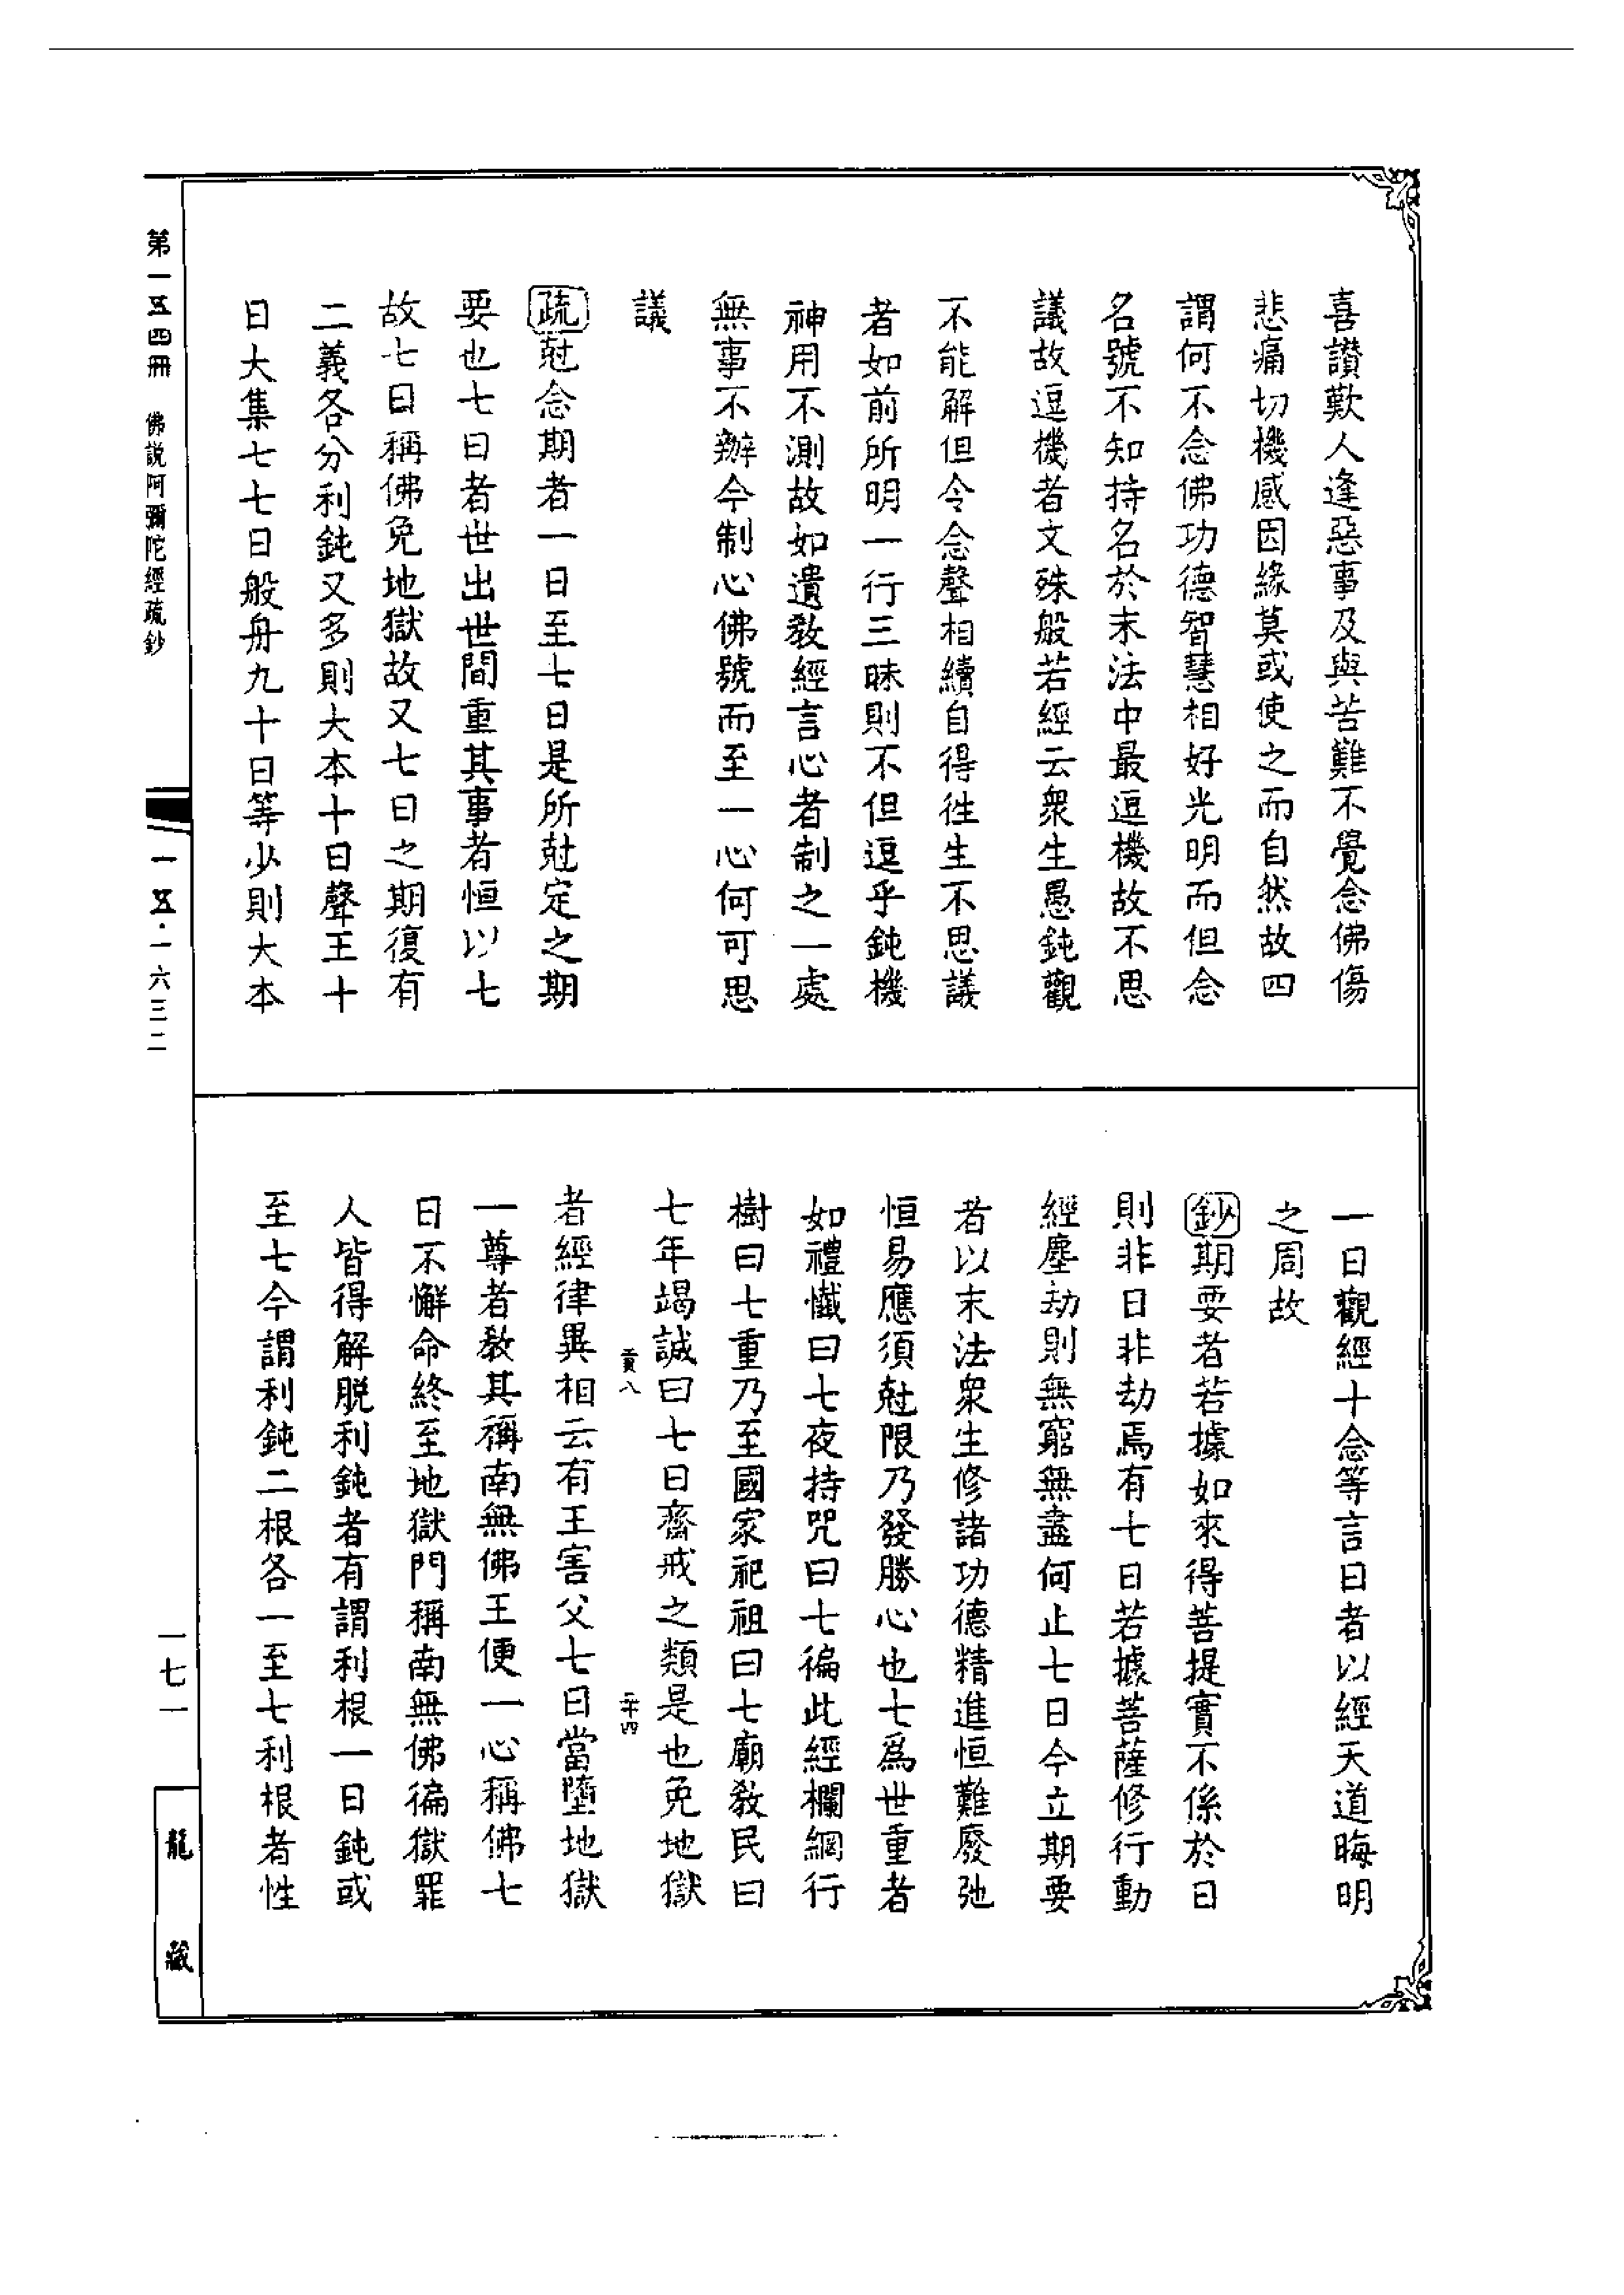 喜讚歎人逢惡事及與苦難不覺念佛傷
悲痛切機感因緣莫或使之而自然故四
謂何不念佛功德智慧相好光明而但念
名號不知持名於末法中最逗機故不思
議故逗機者文殊般若經云衆生愚鈍觀
不能解但令念聲相續自得徃生不思議
者如前所明一行三昧則不但逗乎鈍機
神用不測故如遺教經言心者制之一處
無事不辦今制心佛號而至一心何可思
議
疏尅念期者一日至七日是所尅定之期
要也七日者世出世間重其事者恒以七
故七日稱佛免地獄故又七日之期復有
二義各分利鈍又多則大本十日聲王十
日大集七七日般舟九十日等少則大本
一日觀經十念等言日者以經天道晦明
之周故
鈔期要者若據如來得菩提實不係於日
則非日非劫焉有七日若據菩薩修行動
經塵劫則無窮無盡何止七日今立期要
者以末法衆生修諸功德精進恒難廢弛
恒易應須尅限乃發勝心也七爲世重者
如禮懺曰七夜持咒曰七徧此經欄網行
樹曰七重乃至國家祀祖曰七廟教民曰
七年竭誠曰七日齋戒之類是也免地獄
貢八 二十四
者經律異相云有王害父七日當墮地獄
一尊者教其稱南無佛王便一心稱佛七
日不懈命終至地獄門稱南無佛徧獄罪
人皆得解脱利鈍者有謂利根一日鈍或
至七今謂利鈍二根各一至七利根者性
第一五四冊 佛説阿彌陀經疏鈔
一五·一六三二
一七一
龍藏